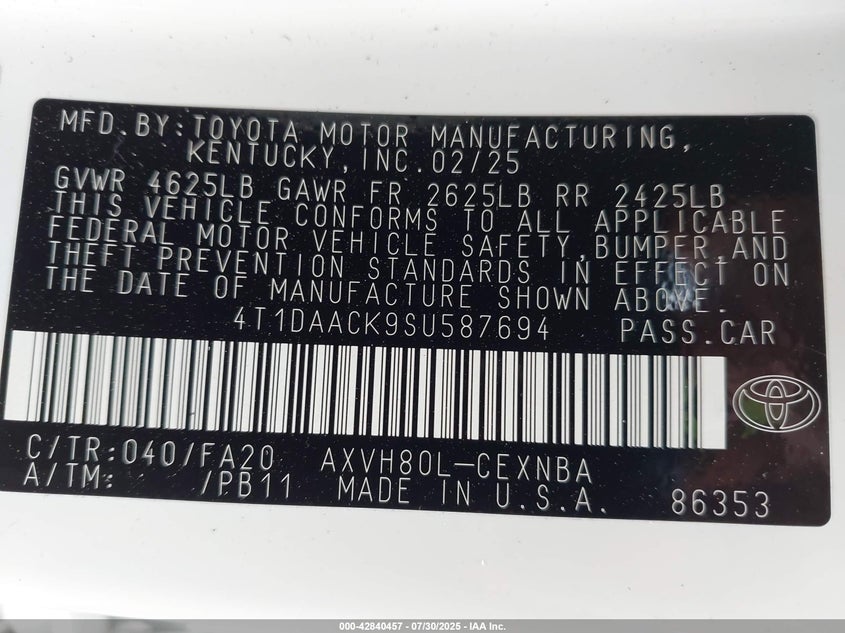 MFD.BY:TOYOTA MOTOR MANUFACTURING,
KENTUCKY,INC.02/25
GVWR 4625LB GAWR FR 2625LB RR 2425LB
THIS VEHICLE CONFORMS TO ALL APPLICABLE
FEDERAL MOTOR VEHICLE SAFETY,BUMPER,AND
THEFT PREVENTION STANDARDS IN EFFECT ON
THE DATE OF MANUFACTURE SHOWN ABOVE.
4T1DAACK9SU587694 PASS.CAR
C/TR:040/FA20 AXVH80L-CEXNBA
A/TM: /PB11 MADE IN U.S.A. 86353
000-42840457 - 07/30/2025 - IAA Inc.